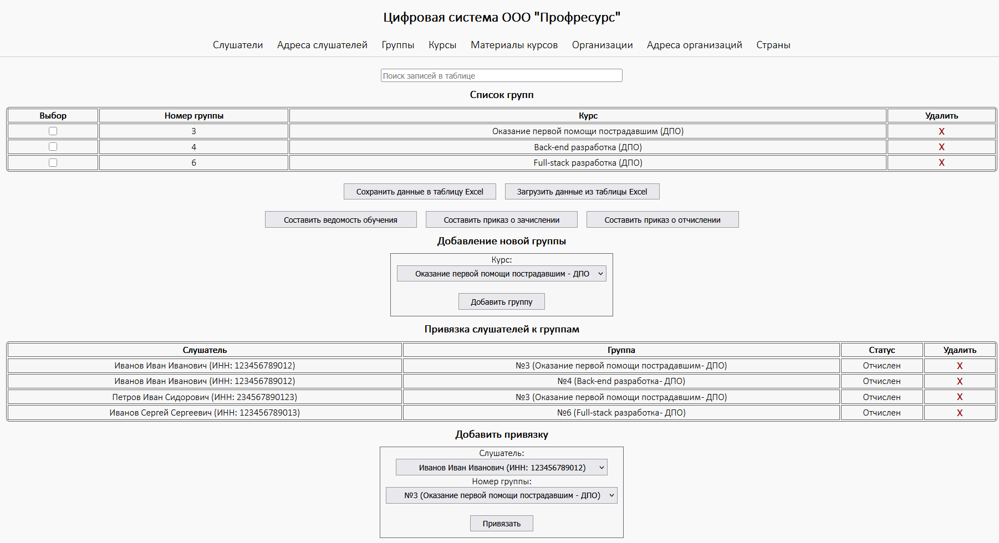 Цифровая система ООО "Профресурс"
Слушатели Адреса слушателей Группы Курсы Материалы курсов Организации Адреса организаций Страны
Поиск записей в таблице
Список групп
Выбор Номер группы Курс Удалить
3 Оказание первой помощи пострадавшим (ДПО) X
4 Back-end разработка (ДПО) X
6 Full-stack разработка (ДПО) X
Сохранить данные в таблицу Excel Загрузить данные из таблицы Excel
Составить ведомость обучения Составить приказ о зачислении Составить приказ о отчислении
Добавление новой группы
Курс:
Оказание первой помощи пострадавшим - ДПО
Добавить группу
Привязка слушателей к группам
Слушатель Группа Статус Удалить
Иванов Иван Иванович (ИНН: 123456789012) №3 (Оказание первой помощи пострадавшим- ДПО) Отчислен X
Иванов Иван Иванович (ИНН: 123456789012) №4 (Back-end разработка- ДПО) Отчислен X
Петров Иван Сидорович (ИНН: 234567890123) №3 (Оказание первой помощи пострадавшим- ДПО) Отчислен X
Иванов Сергей Сергеевич (ИНН: 123456789013) №6 (Full-stack разработка- ДПО) Отчислен X
Добавить привязку
Слушатель:
Иванов Иван Иванович (ИНН: 123456789012)
Номер группы:
№3 (Оказание первой помощи пострадавшим - ДПО)
Привязать